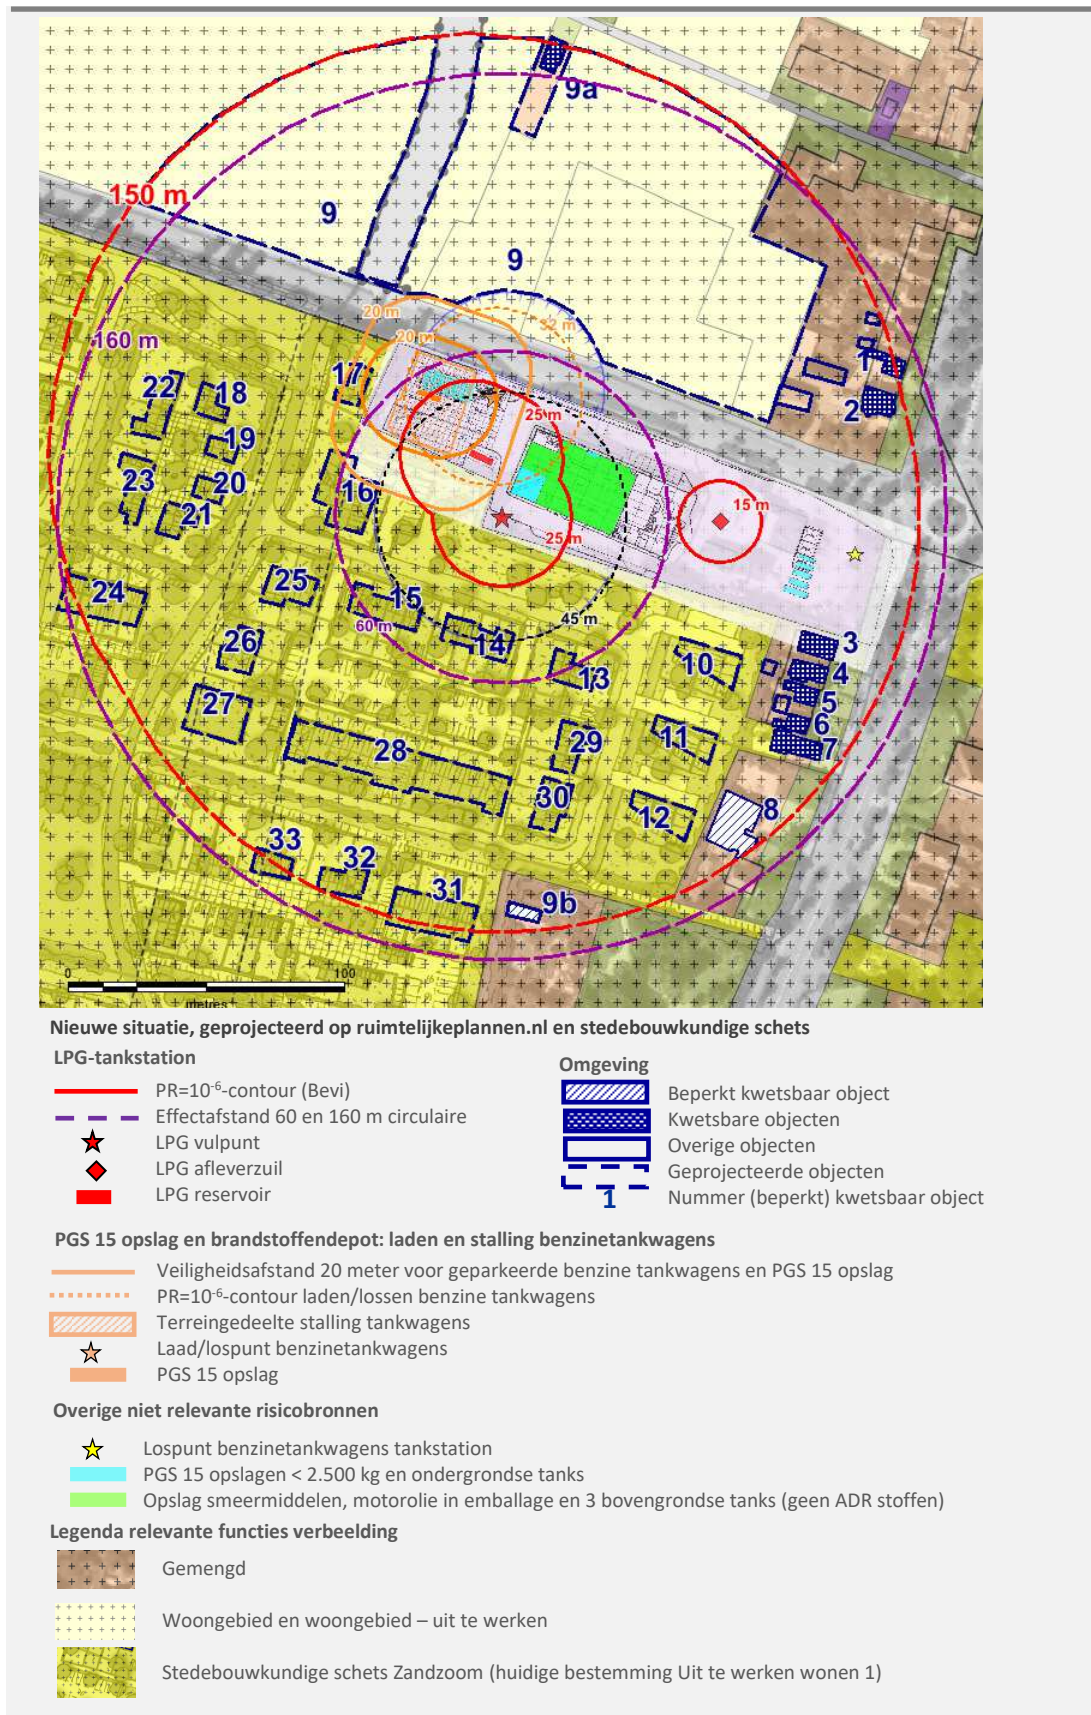 9a
150 m
9
9
20 m
20 m
32 m
160 m
17
1
22
18
2
25 m
19
23
20
16
21
15 m
25 m
24
25
15
45 m
60 m
14
26
3
13
10
4
27
5
6
28
29
11
7
30
12
8
33
32
31
9b
0
100
metres
Nieuwe situatie, geprojecteerd op ruimtelijkeplannen.nl en stedebouwkundige schets
LPG-tankstation
PR=10-6-contour (Bevi)
Effectafstand 60 en 160 m circulaire
LPG vulpunt
LPG afleverzuil
LPG reservoir
Omgeving
Beperkt kwetsbaar object
Kwetsbare objecten
Overige objecten
Geprojecteerde objecten
1 Nummer (beperkt) kwetsbaar object
PGS 15 opslag en brandstoffendepot: laden en stalling benzinetankwagens
Veiligheidsafstand 20 meter voor geparkeerde benzine tankwagens en PGS 15 opslag
PR=10-6-contour laden/lossen benzine tankwagens
Terreingedeelte stalling tankwagens
Laad/lospunt benzinetankwagens
PGS 15 opslag
Overige niet relevante risicobronnen
Lospunt benzinetankwagens tankstation
PGS 15 opslagen < 2.500 kg en ondergrondse tanks
Opslag smeermiddelen, motorolie in emballage en 3 bovengrondse tanks (geen ADR stoffen)
Legenda relevante functies verbeelding
Gemengd
Woongebied en woongebied – uit te werken
Stedebouwkundige schets Zandzoom (huidige bestemming Uit te werken wonen 1)